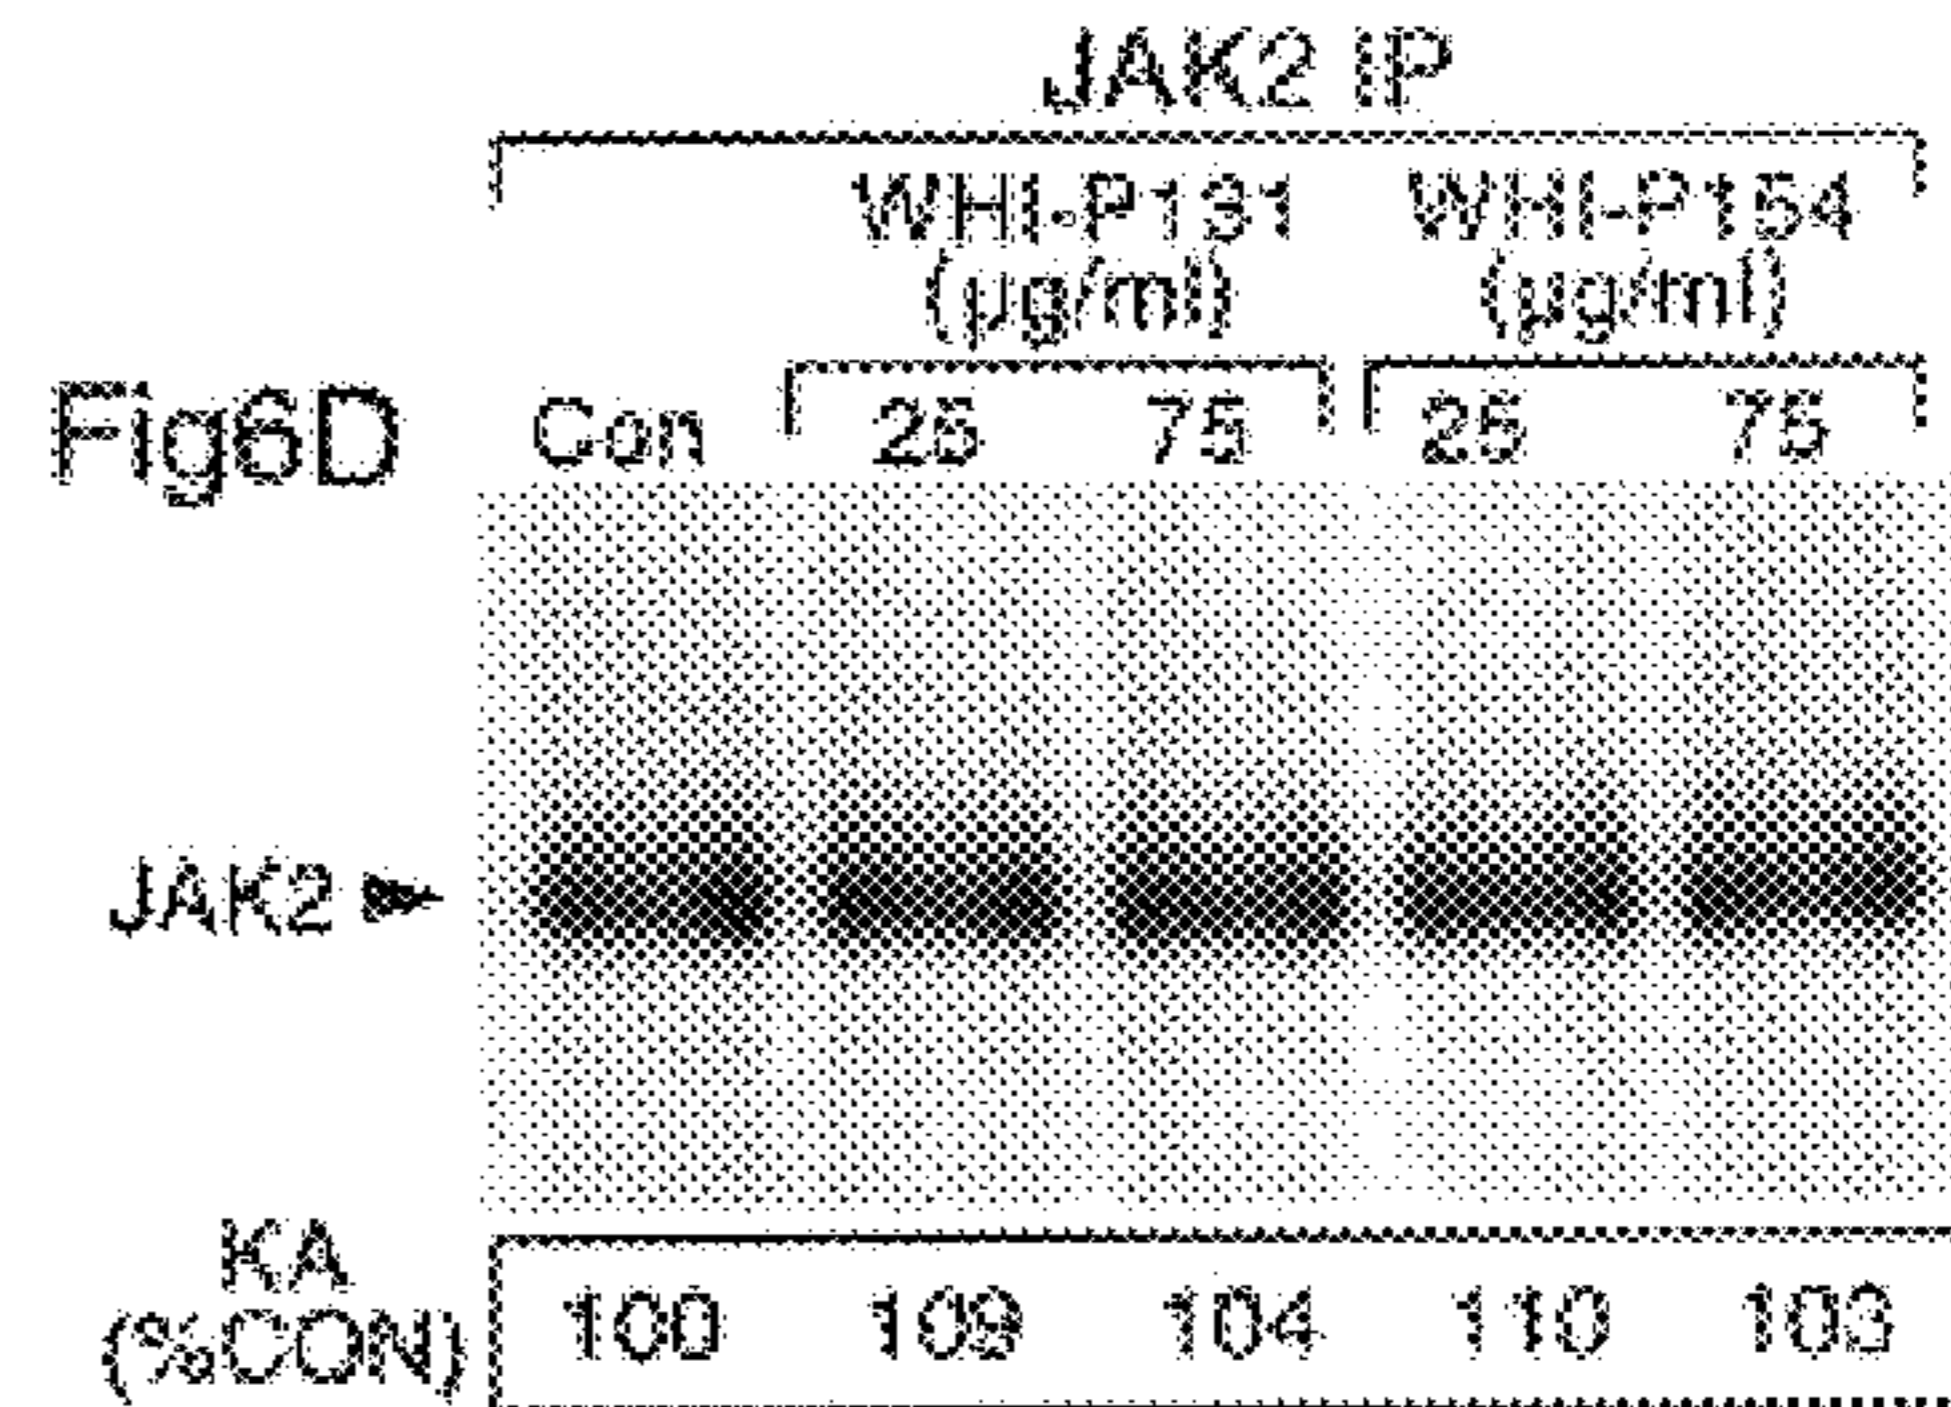 JAK2 IP
WHI-P131 WHI-P154
(µg/ml) (µg/ml)
Fig6D Con 25 75 25 75
JAK2
KA
(%CON) 100 109 104 110 103